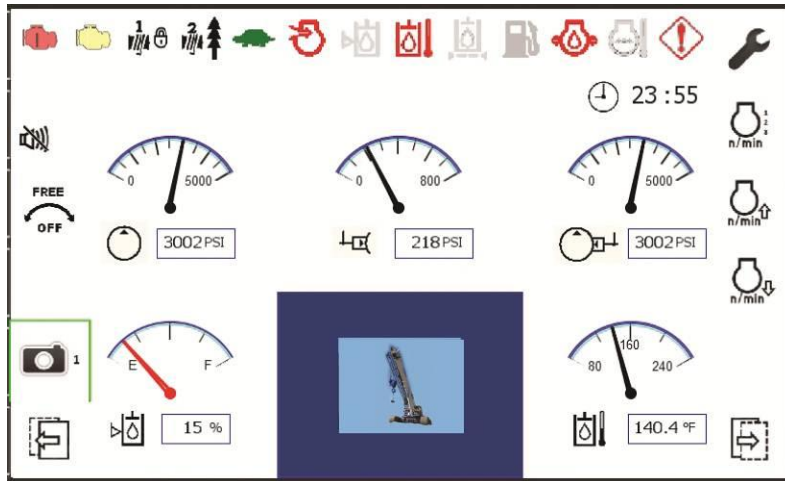 1 2
23 :55
1
2
3
n/min
FREE
OFF
0 5000
0 800
0 5000
3002 PSI
218 PSI
3002 PSI
n/min
n/min
1
E F
80 160 240
15 %
140.4 °F